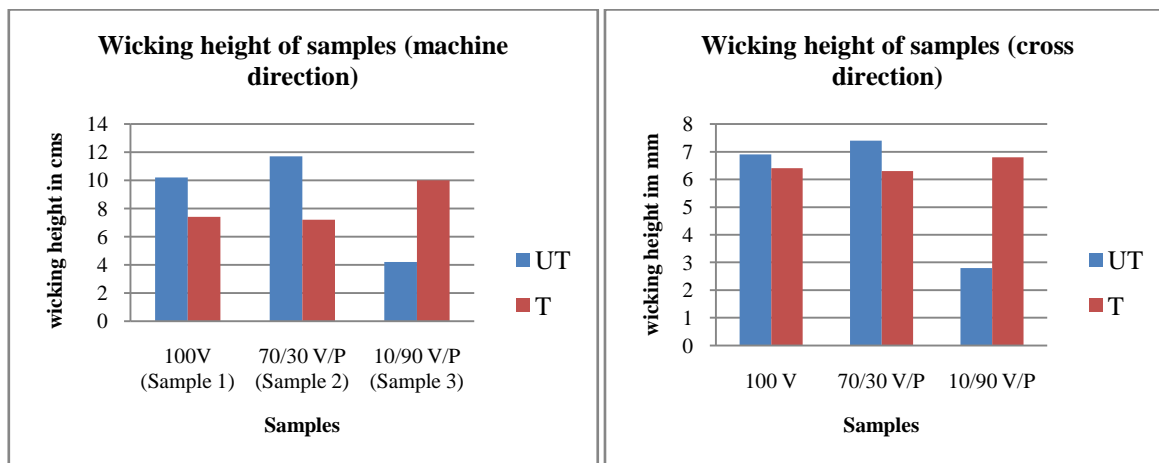 Wicking height of samples (machine
direction)
wicking height in cms
14
12
10
8
6
4
2
0
100V
(Sample 1)
70/30 V/P
(Sample 2)
10/90 V/P
(Sample 3)
Samples
UT
T
Wicking height of samples (cross
direction)
wicking height im mm
8
7
6
5
4
3
2
1
0
100 V
70/30 V/P
10/90 V/P
Samples
UT
T